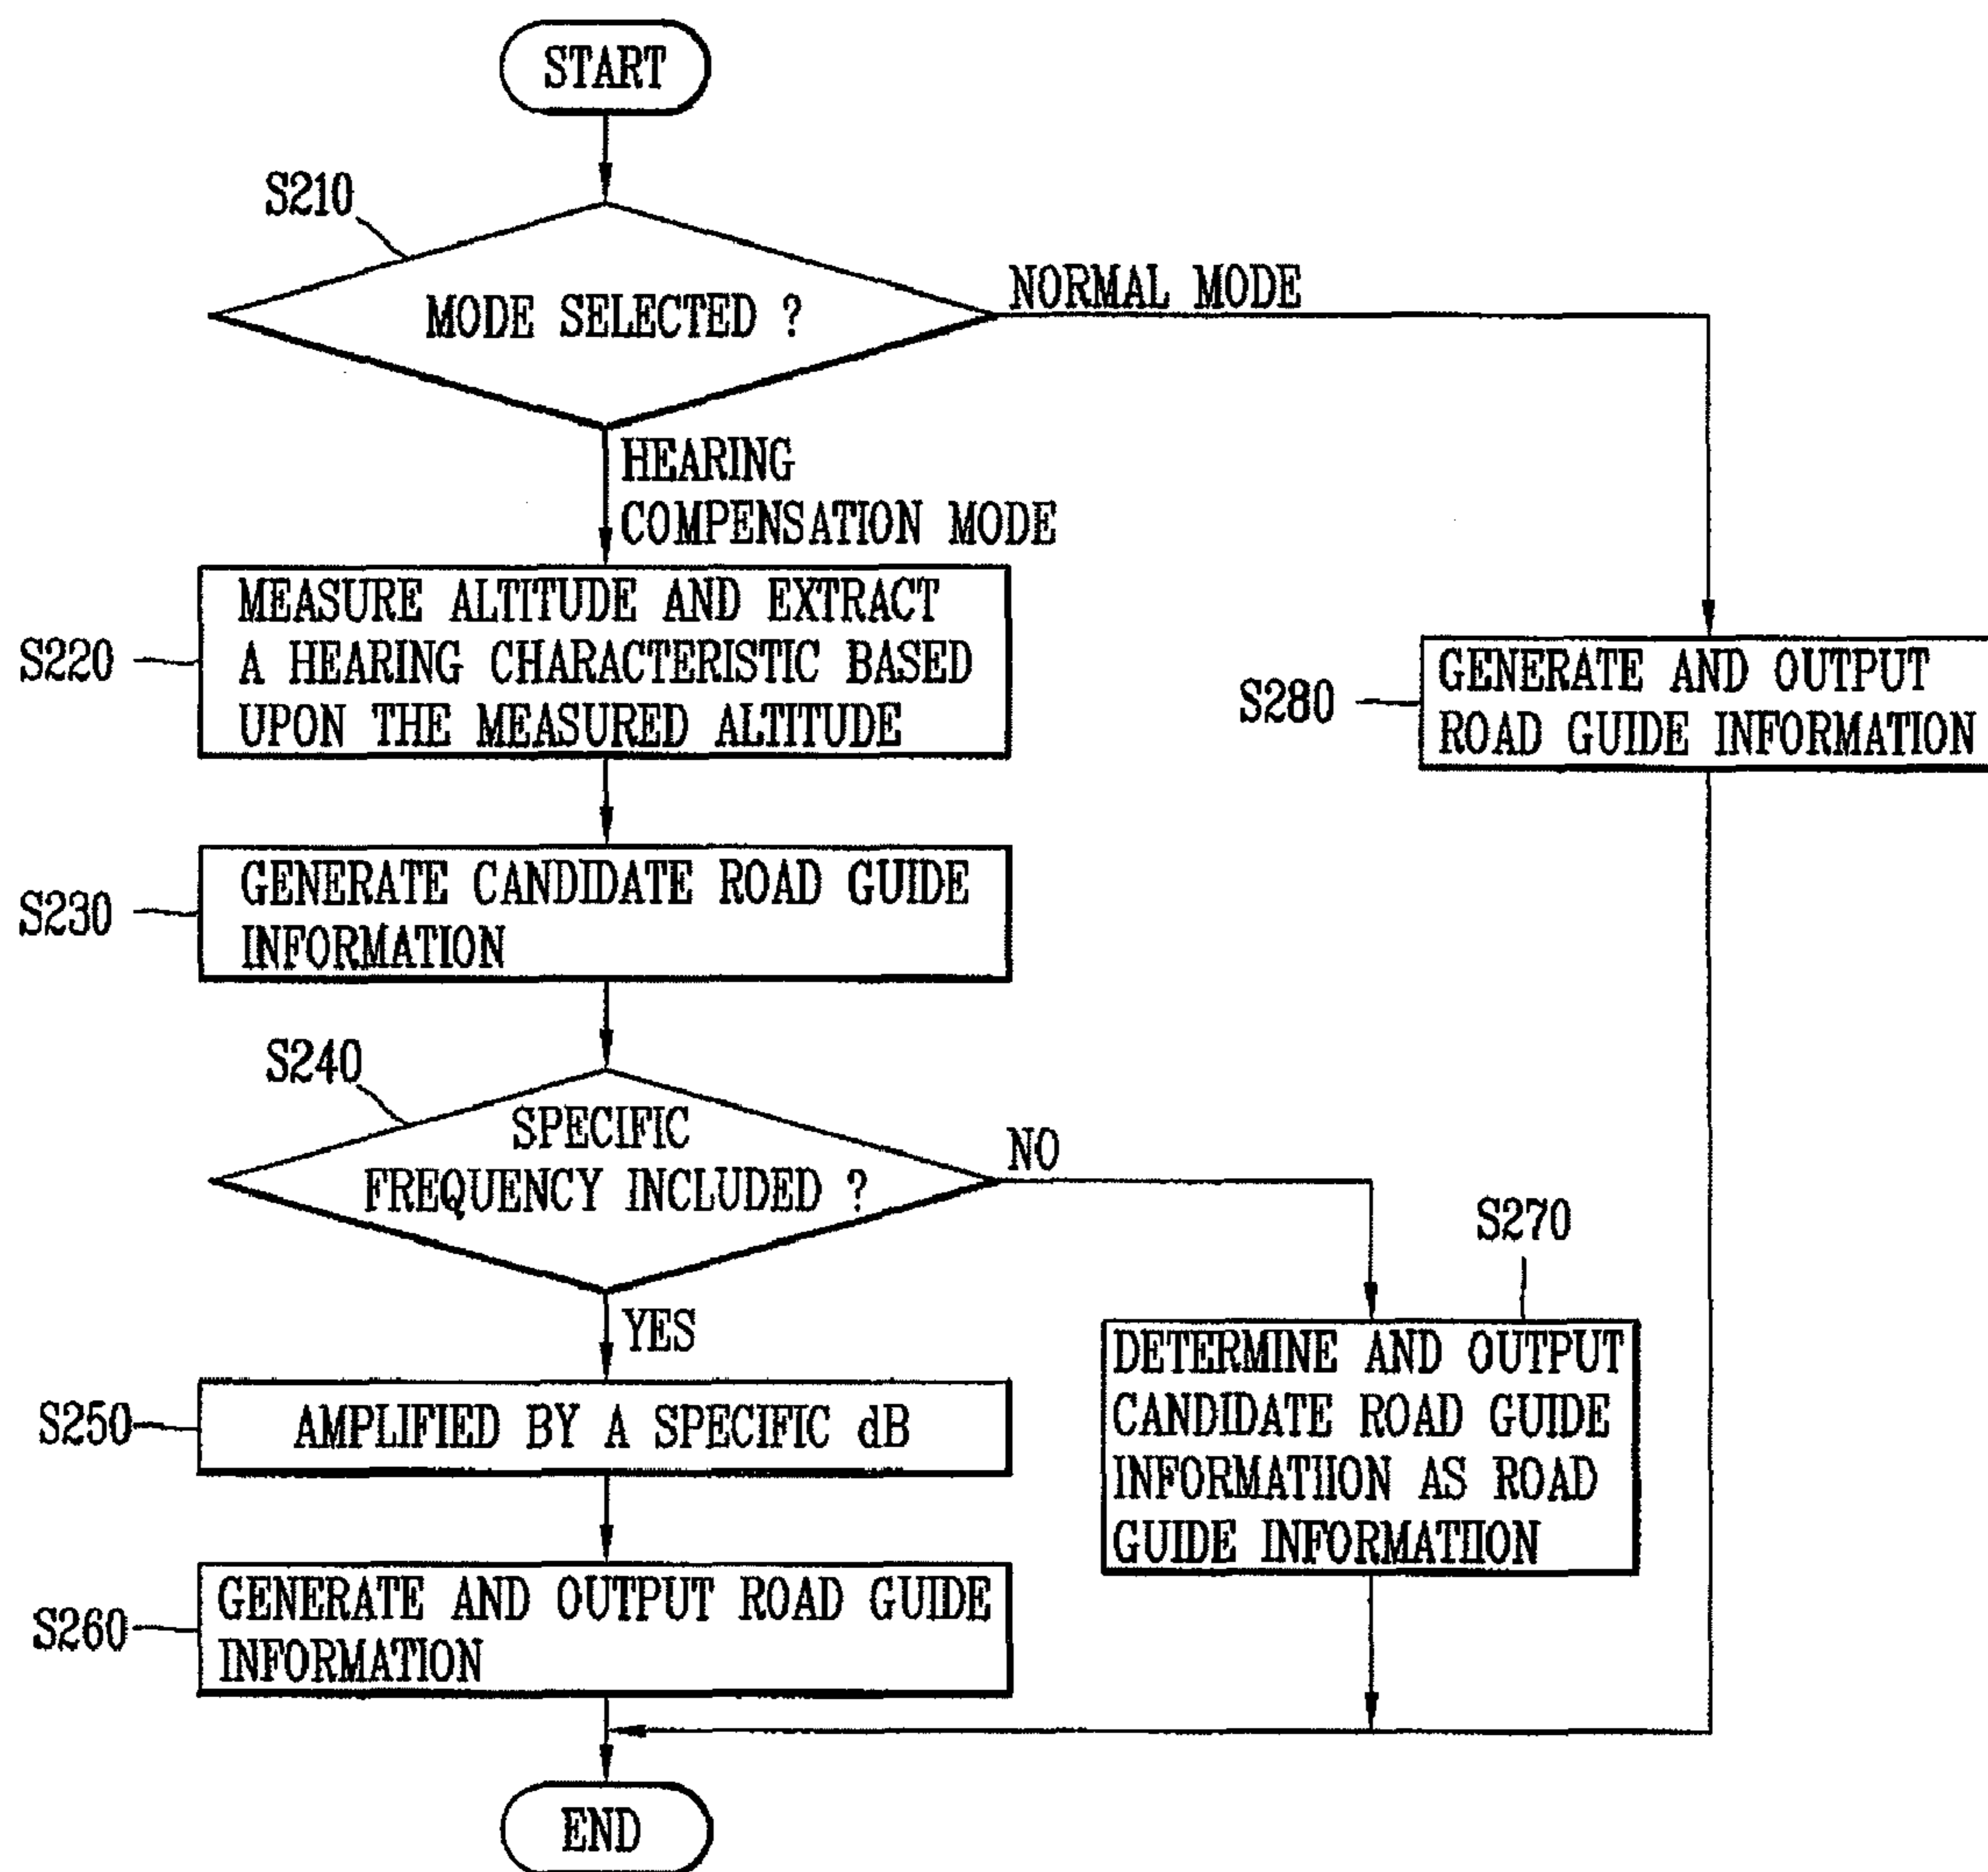 START
S210
MODE SELECTED ?
NORMAL MODE
HEARING
COMPENSATION MODE
S220
MEASURE ALTITUDE AND EXTRACT
A HEARING CHARACTERISTIC BASED
UPON THE MEASURED ALTITUDE
S280
GENERATE AND OUTPUT
ROAD GUIDE INFORMATION
S230
GENERATE CANDIDATE ROAD GUIDE
INFORMATION
S240
SPECIFIC
FREQUENCY INCLUDED ?
NO
YES
S270
DETERMINE AND OUTPUT
CANDIDATE ROAD GUIDE
INFORMATIION AS ROAD
GUIDE INFORMATIION
S250
AMPLIFIED BY A SPECIFIC dB
S260
GENERATE AND OUTPUT ROAD GUIDE
INFORMATION
END